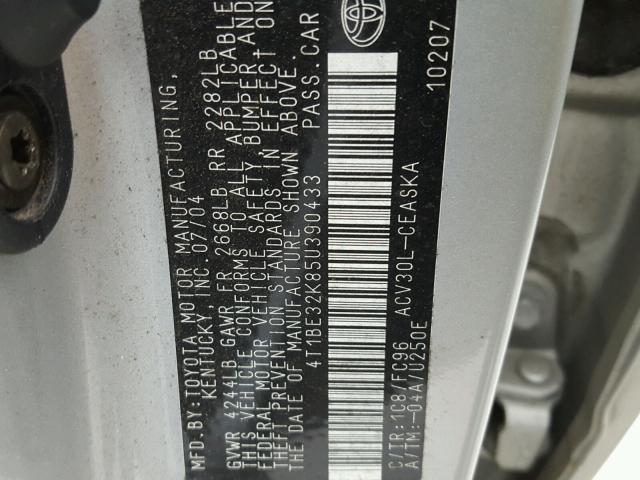 MFD. BY: TOYOTA MOTOR MANUFACTURING,
KENTUCKY, INC 07/04
GVWR 4244LB GAWR FR 2668LB RR 2282LB
THIS VEHICLE CONFORMS TO ALL APPLICABLE
FEDERAL MOTOR VEHICLE SAFETY, BUMPER AND
THEFT PREVENTION STANDARDS IN EFFECT ON
THE DATE OF MANUFACTURE SHOWN ABOVE.
4T1BE32K85U390433 PASS. CAR
C/TR: 1C8/FC96 ACV30L-CEASKA
A/TM: -04A/U250E
10207